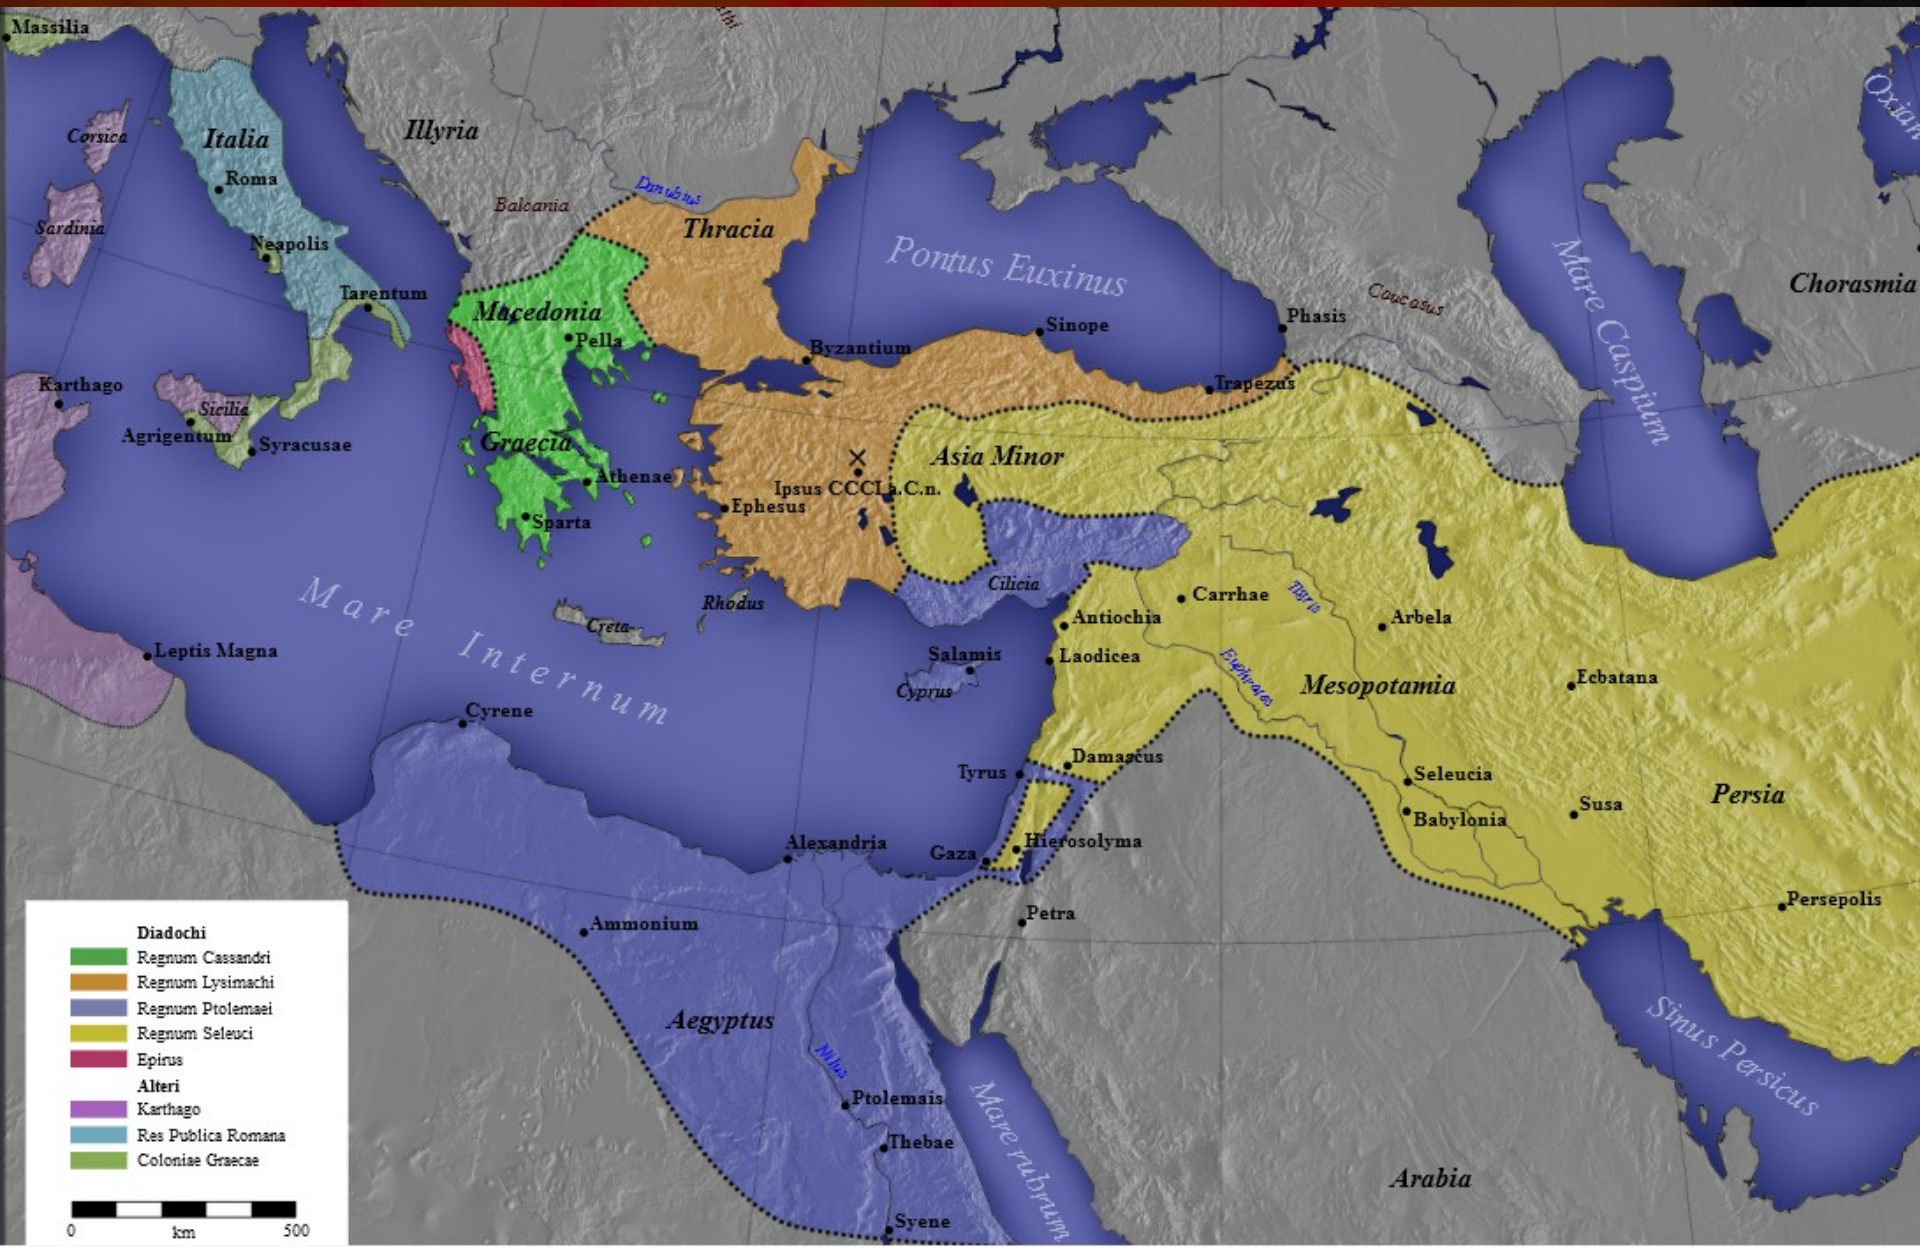 Massilia
Corsica
Italia
Roma
Sardinia
Neapolis
Tarentum
Karthago
Sicilia
Agrigentum
Syracusae
Illyria
Balcania
Danubius
Thracia
Macedonia
Pella
Byzantium
Graecia
Athenae
Sparta
Pontus Euxinus
Sinope
Phasis
Trapezus
Caucasus
Mare Caspium
Chorasmia
Asia Minor
Ipsus CCCI a.C.n.
Ephesus
Cilicia
Rhodus
Creta
Mare Internum
Leptis Magna
Cyrene
Salamis
Cyprus
Antiochia
Laodicea
Carrhae
Tigris
Arbela
Euphrates
Mesopotamia
Ecbatana
Tyrus
Damascus
Seleucia
Babylonia
Susa
Persia
Persepolis
Alexandria
Gaza
Hierosolyma
Petra
Ammonium
Aegyptus
Nilus
Ptolemais
Thebae
Syene
Mare rubrum
Arabia
Sinus Persicus
Diadochi
Regnum Cassandri
Regnum Lysimachi
Regnum Ptolemaei
Regnum Seleuci
Epirus
Alteri
Karthago
Res Publica Romana
Coloniae Graecae
0 km 500